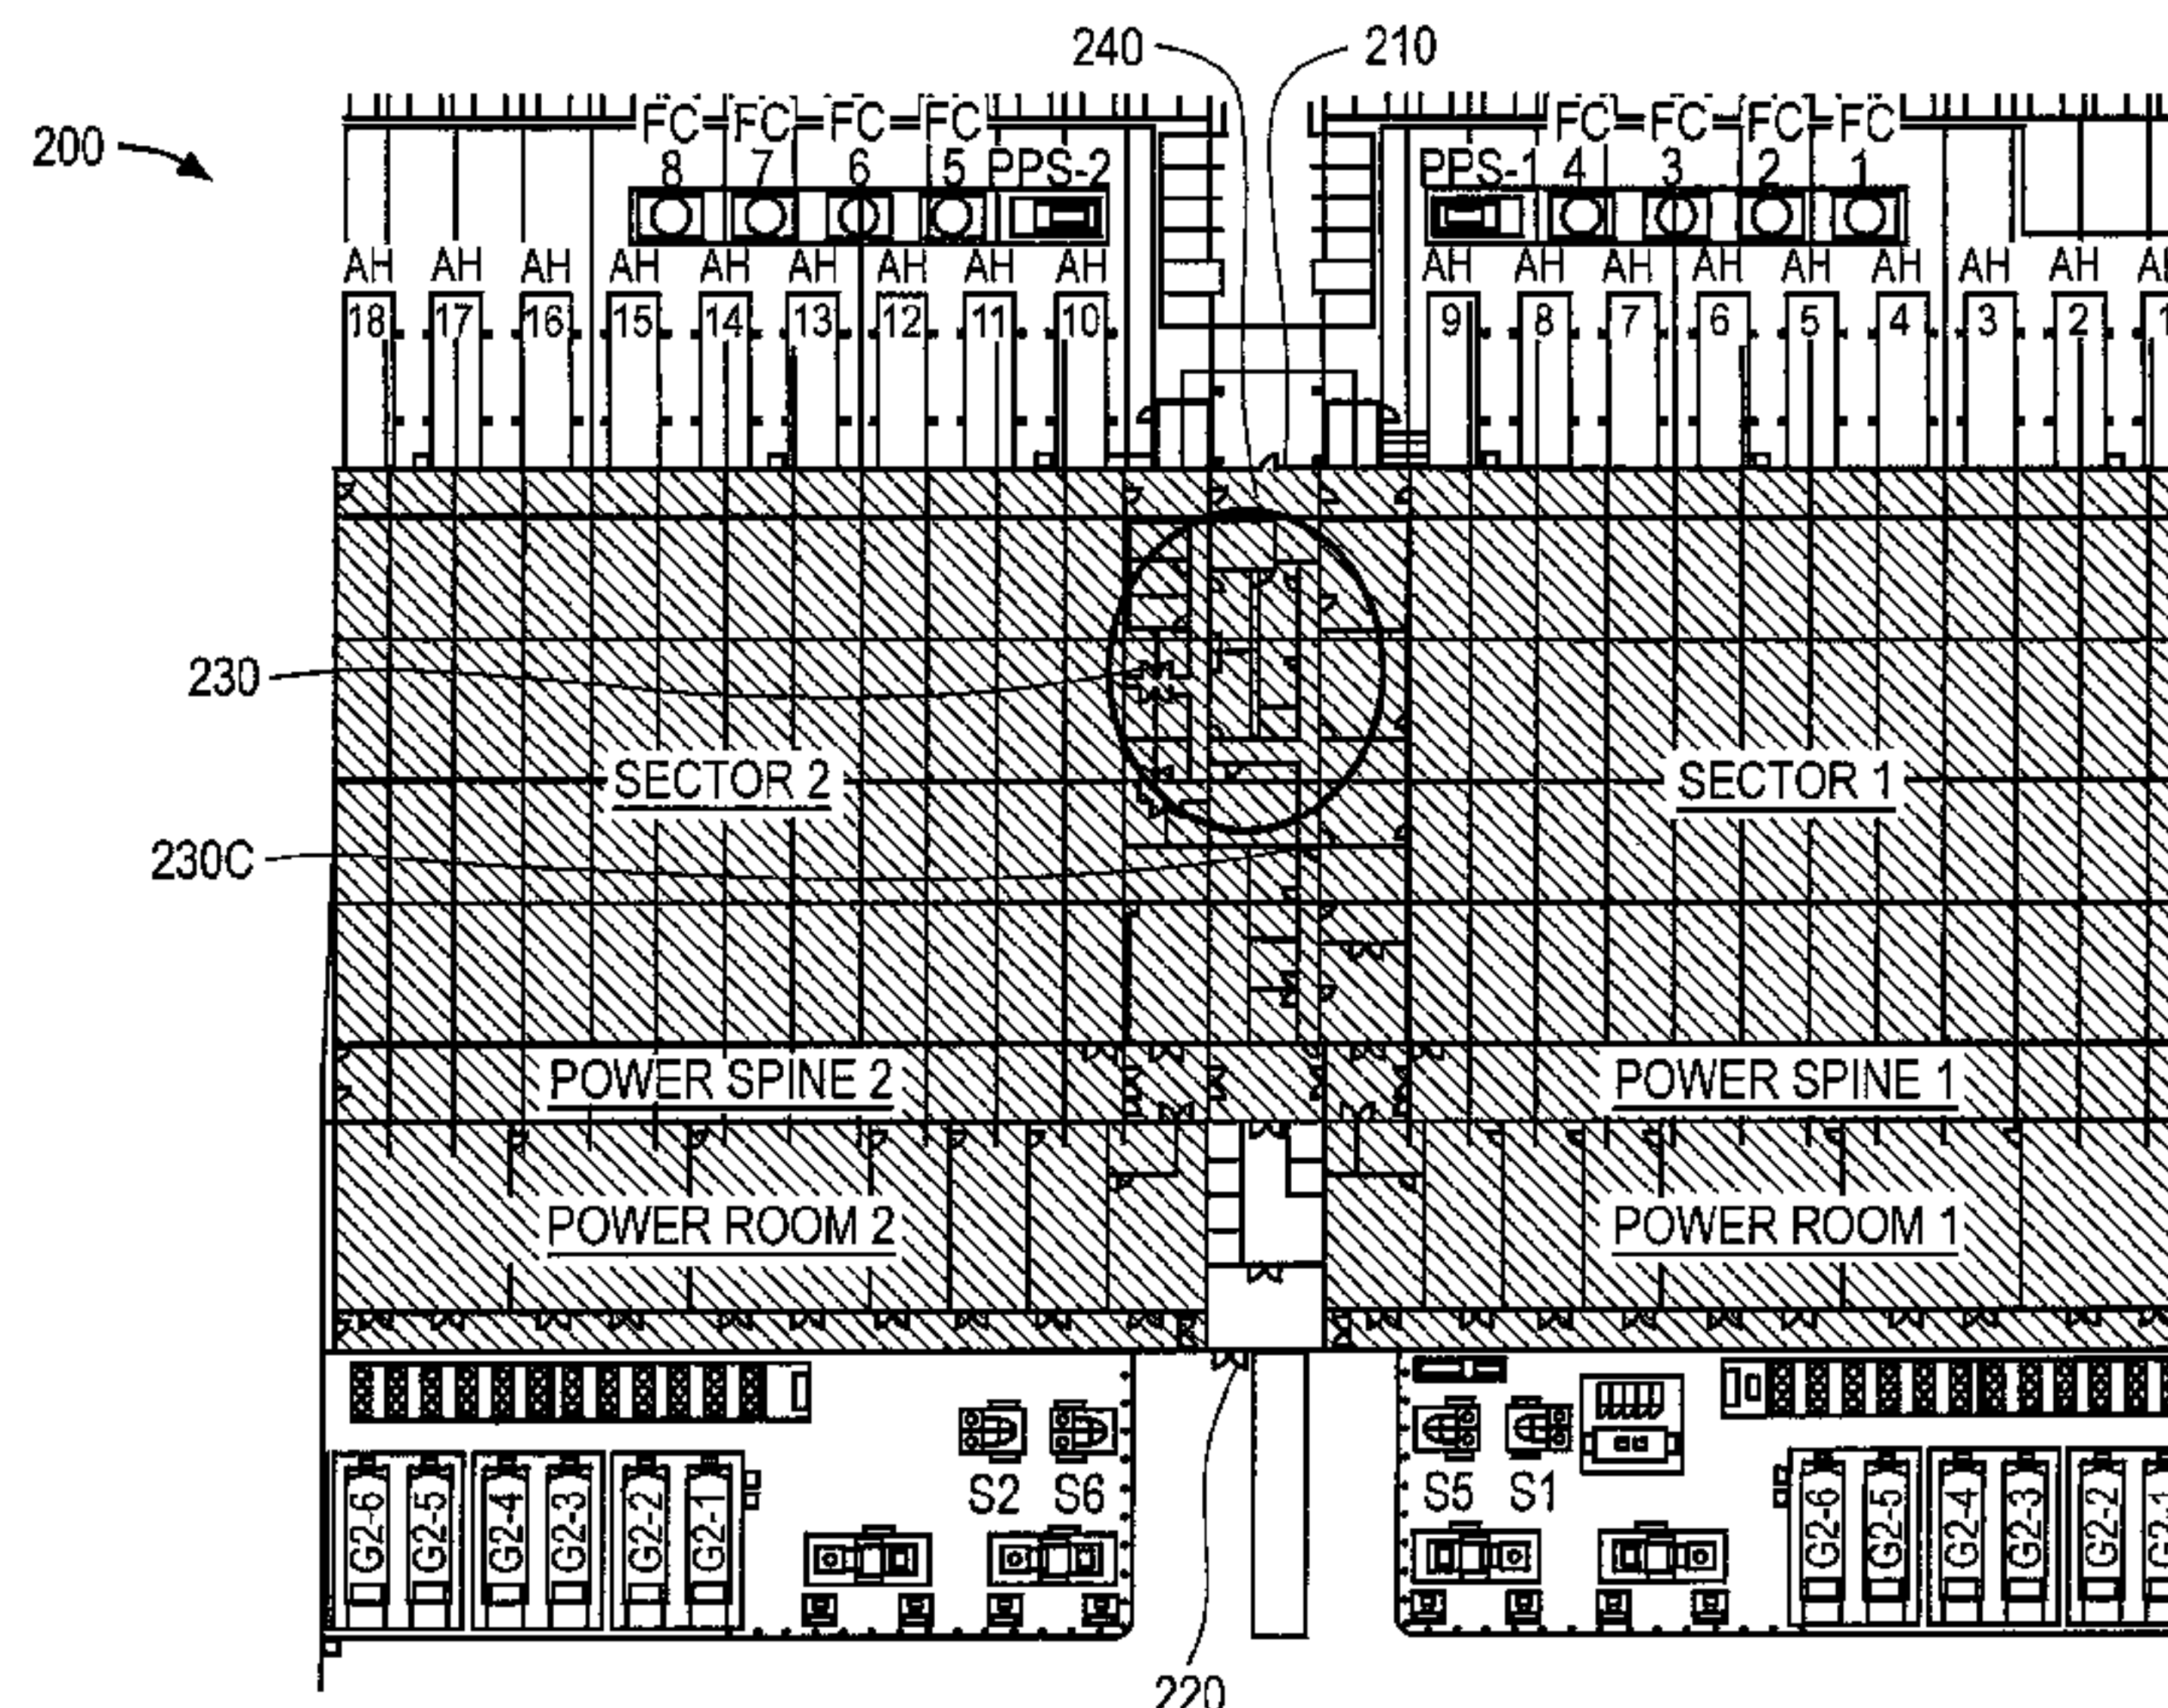 240 210
200
FC FC FC FC FC FC FC FC
8 7 6 5 PPS-2 PPS-1 4 3 2 1
AH AH AH AH AH AH AH AH AH AH AH AH AH AH AH AH AH
18 17 16 15 14 13 12 11 10 9 8 7 6 5 4 3 2
230
SECTOR 2 SECTOR 1
230C
POWER SPINE 2 POWER SPINE 1
POWER ROOM 2 POWER ROOM 1
S2 S6 S5 S1
G2-6 G2-5 G2-4 G2-3 G2-2 G2-1 G2-6 G2-5 G2-4 G2-3 G2-2 G2-1
220